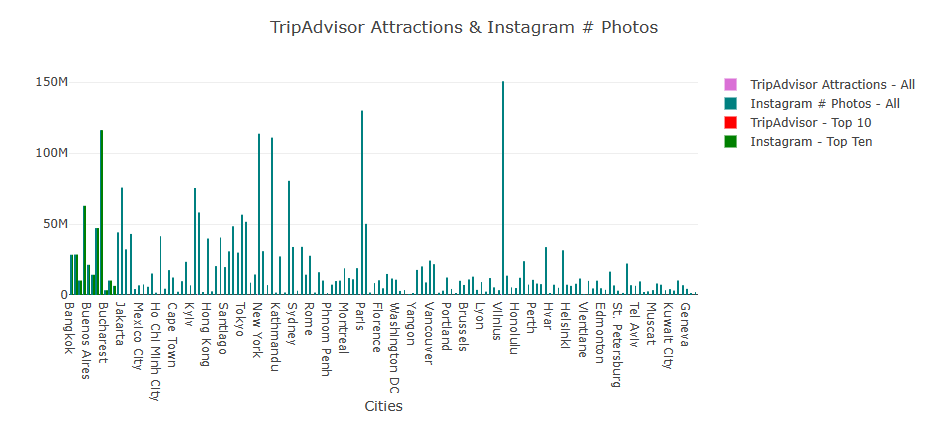 TripAdvisor Attractions & Instagram # Photos
150M
100M
50M
0
TripAdvisor Attractions - All
Instagram # Photos - All
TripAdvisor - Top 10
Instagram - Top Ten
Bangkok
Buenos Aires
Bucharest
Jakarta
Mexico City
Ho Chi Minh City
Cape Town
Kyiv
Hong Kong
Santiago
Tokyo
New York
Kathmandu
Sydney
Rome
Phnom Penh
Montreal
Paris
Florence
Washington DC
Yangon
Vancouver
Portland
Brussels
Lyon
Vilnius
Honolulu
Perth
Hvar
Helsinki
Vientiane
Edmonton
St. Petersburg
Tel Aviv
Muscat
Kuwait City
Geneva
Cities